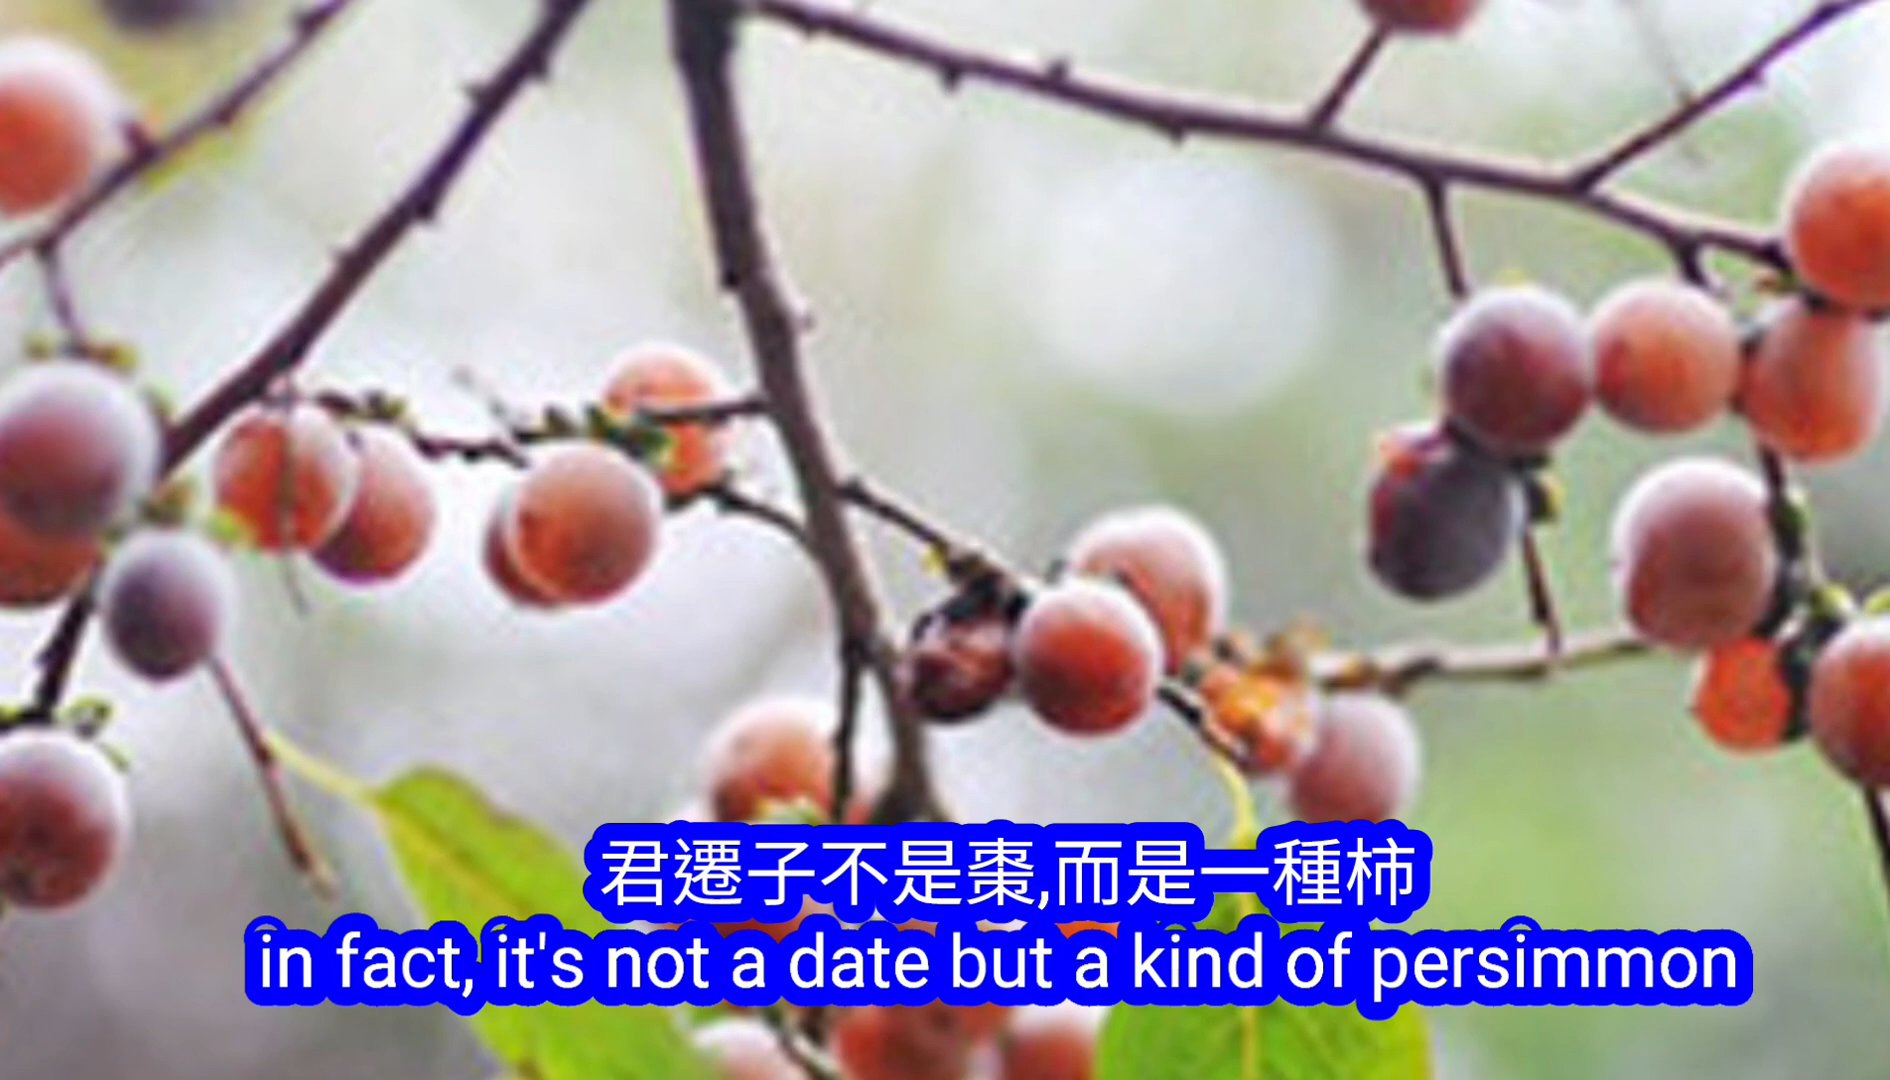 君遷子不是棗,而是一種柿
in fact, it's not a date but a kind of persimmon